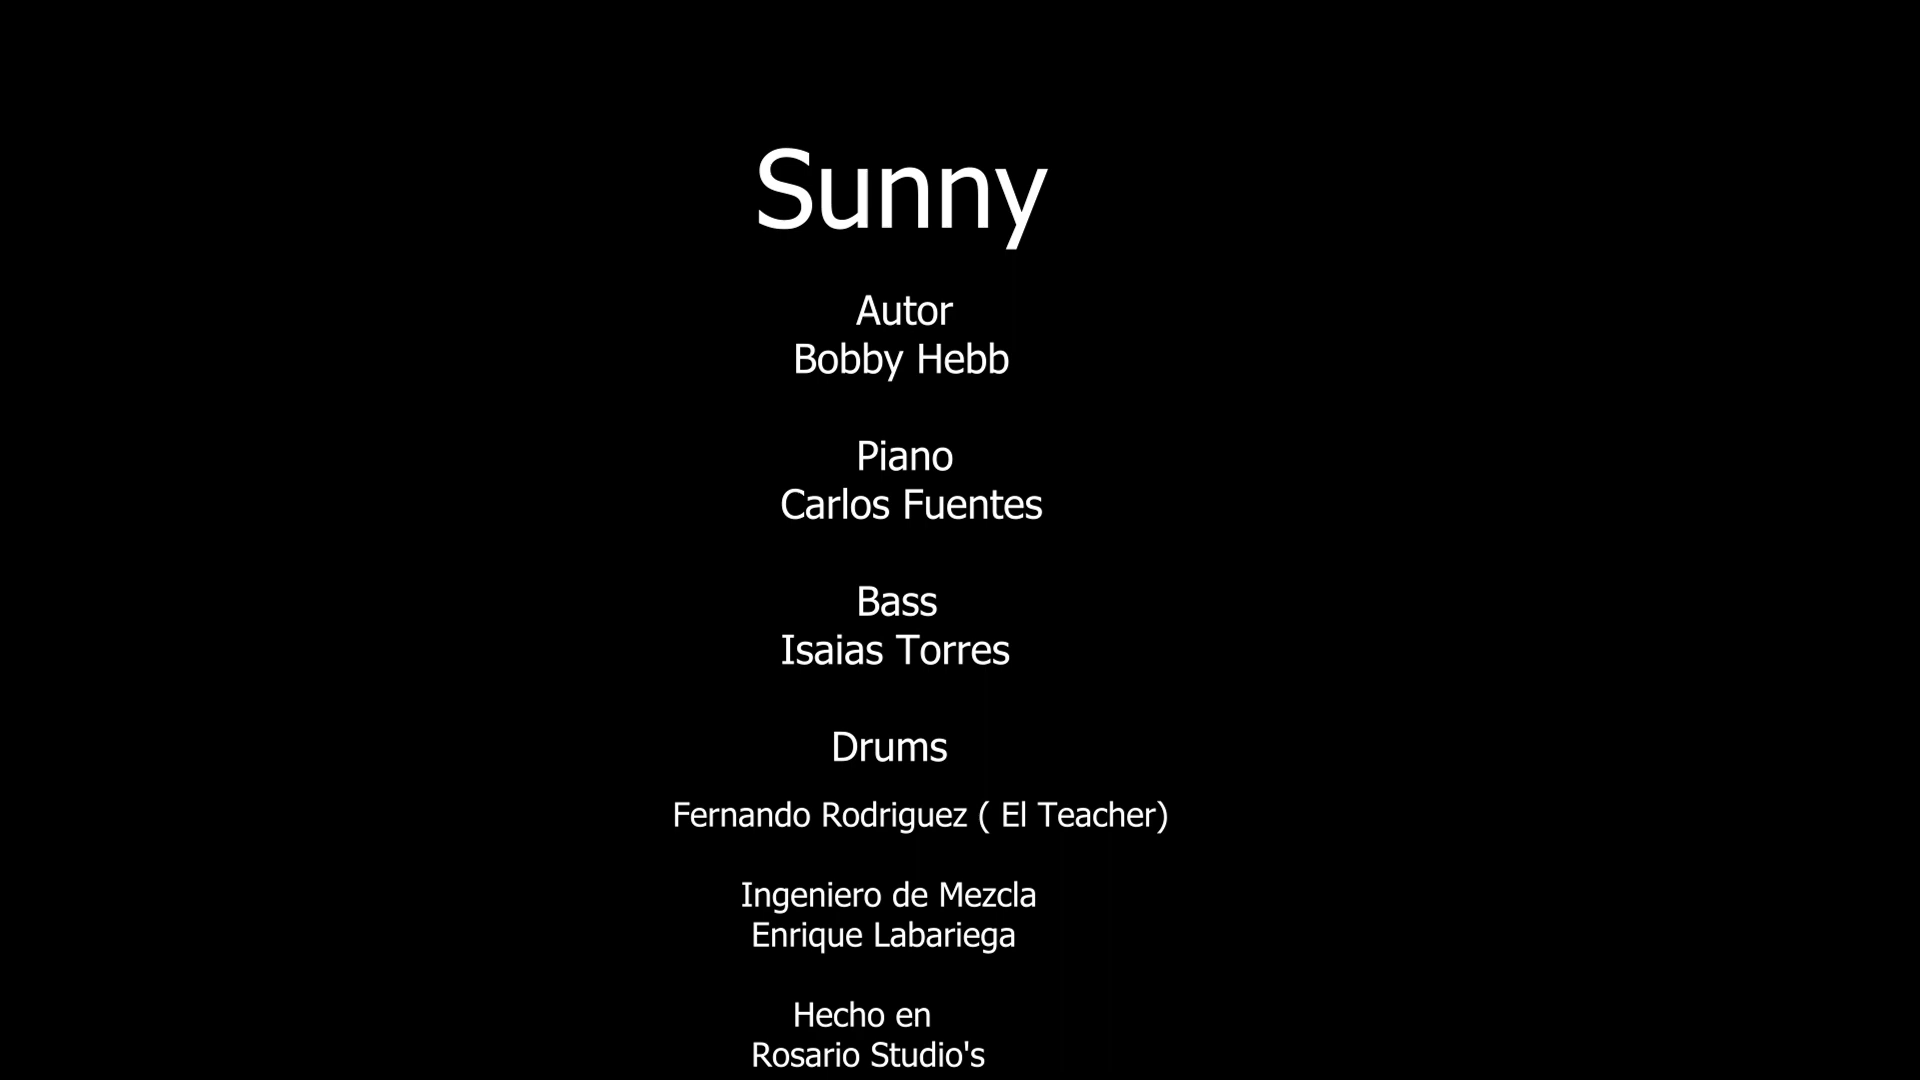 Sunny
Autor
Bobby Hebb
Piano
Carlos Fuentes
Bass
Isaias Torres
Drums
Fernando Rodriguez ( El Teacher)
Ingeniero de Mezcla
Enrique Labariega
Hecho en
Rosario Studio's